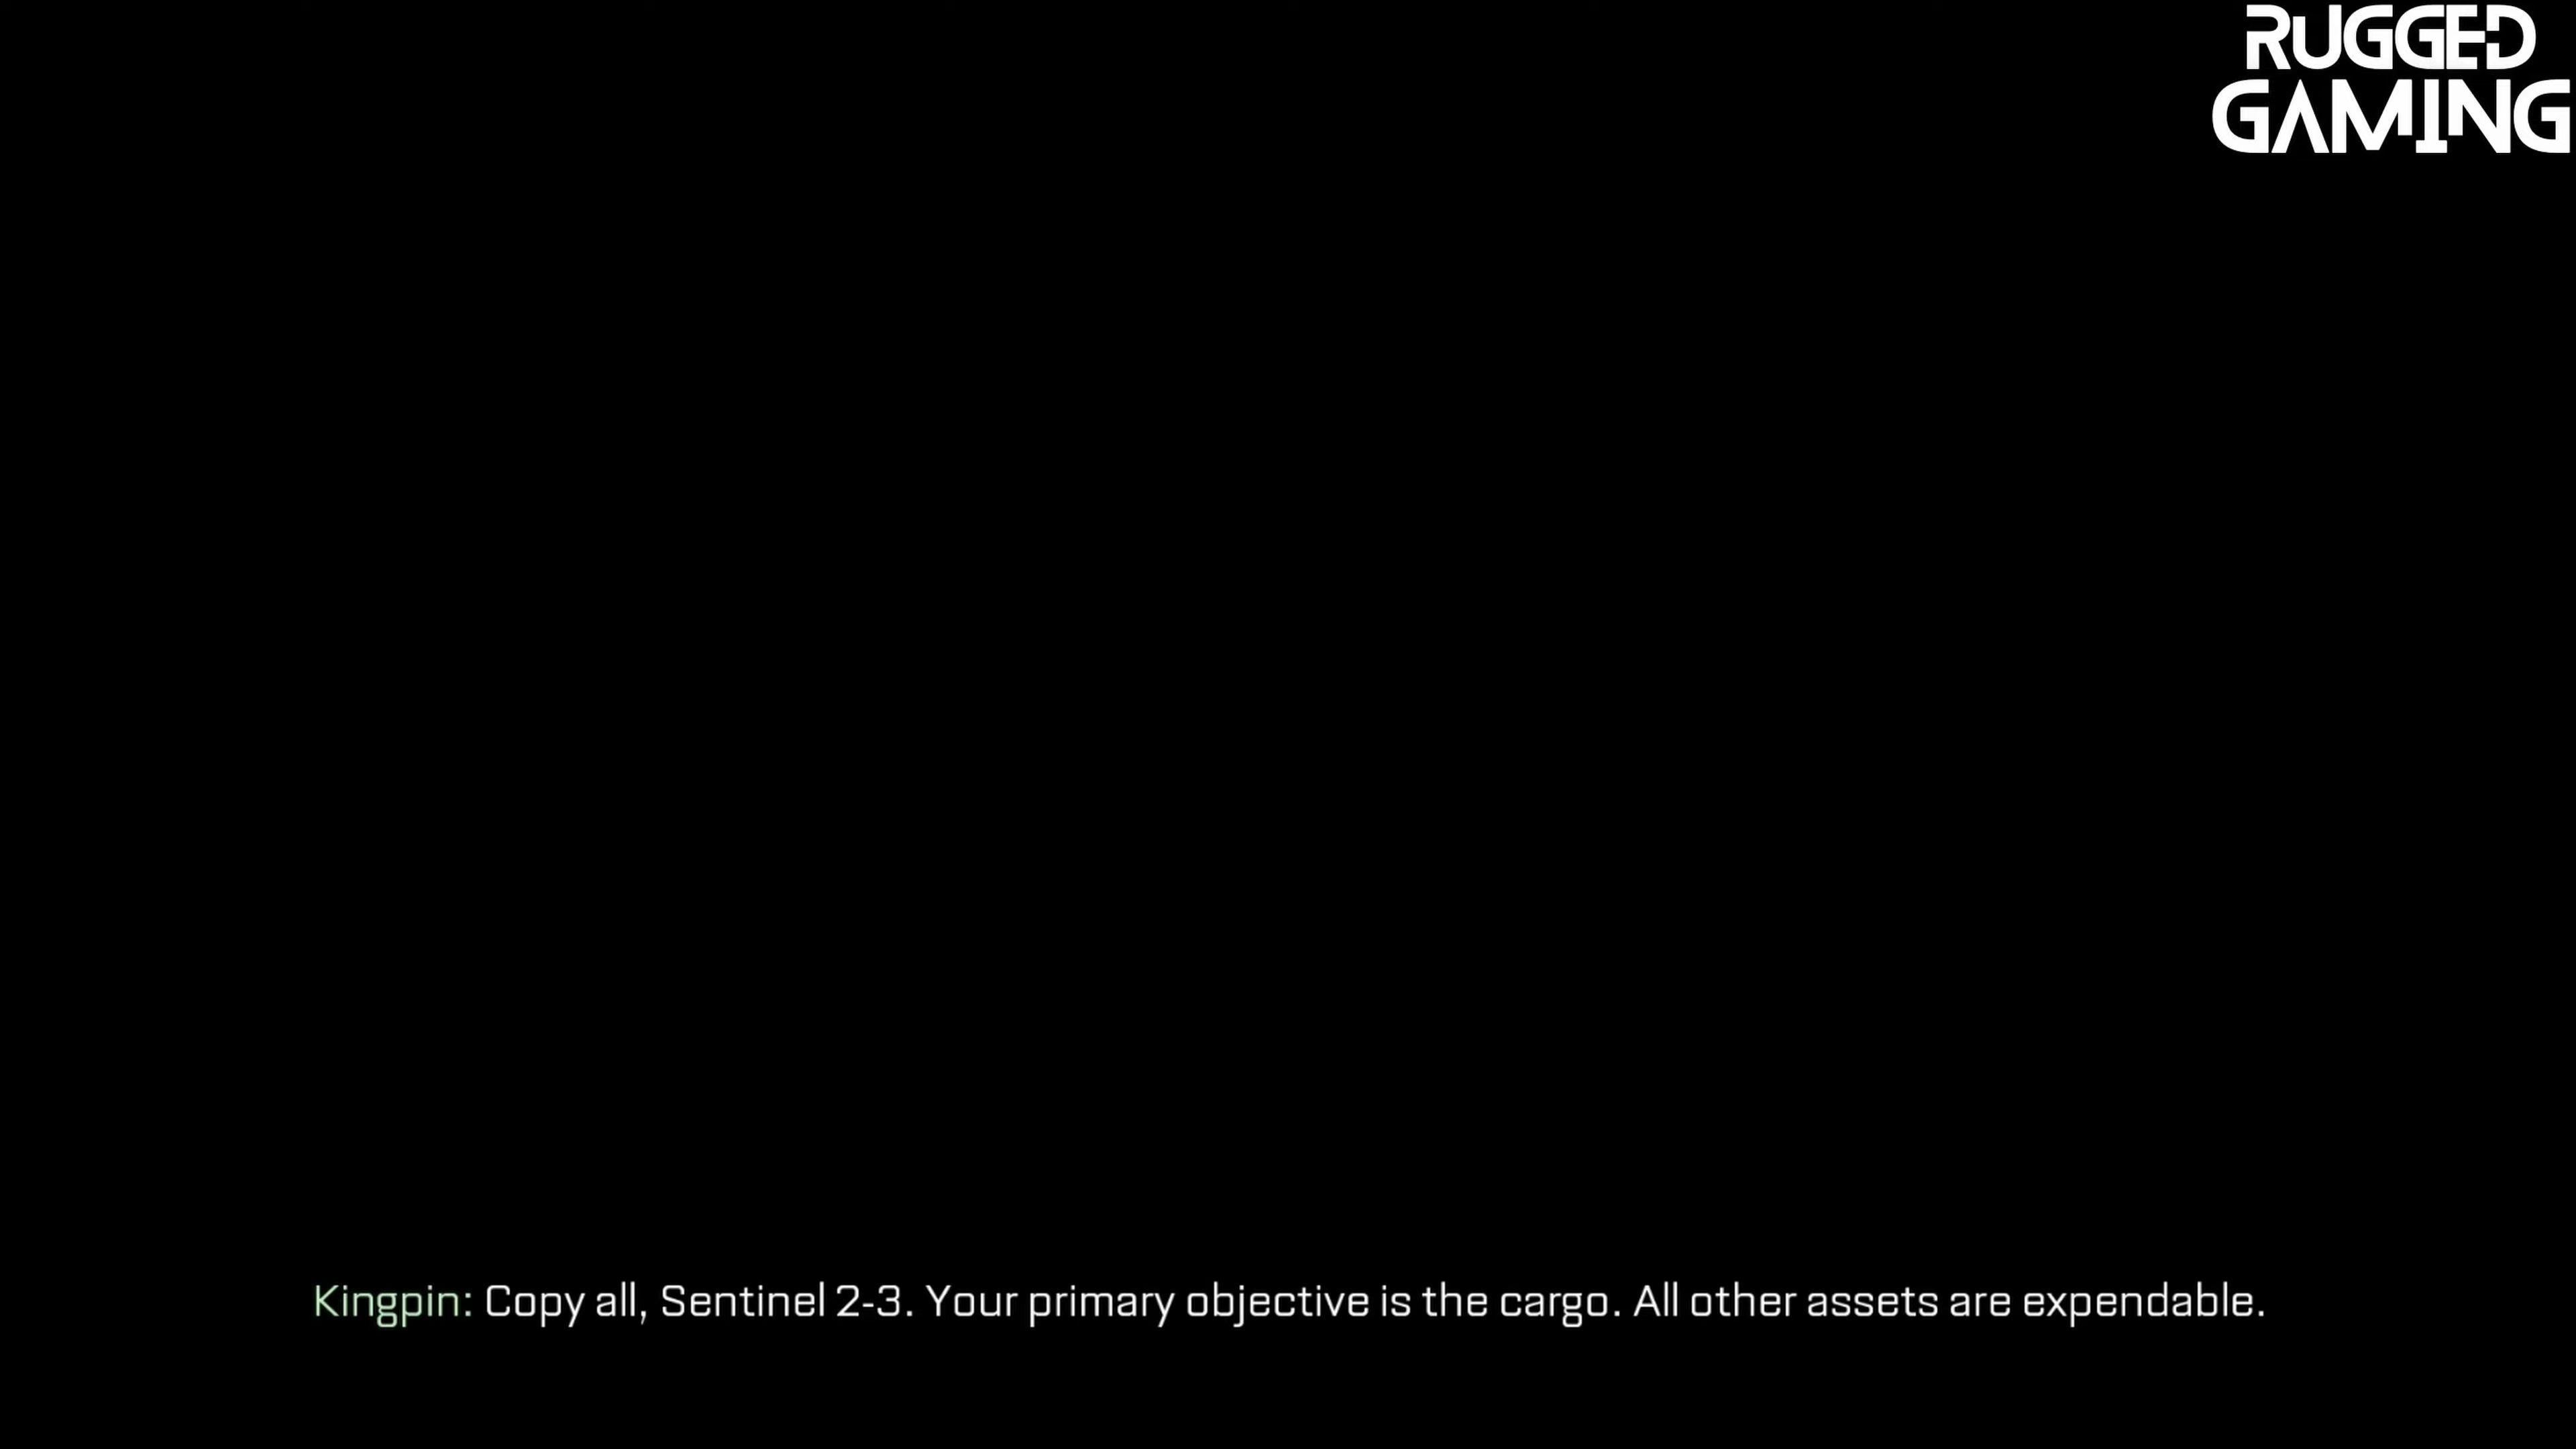 RUGGED
GAMING
Kingpin: Copy all, Sentinel 2-3. Your primary objective is the cargo. All other assets are expendable.